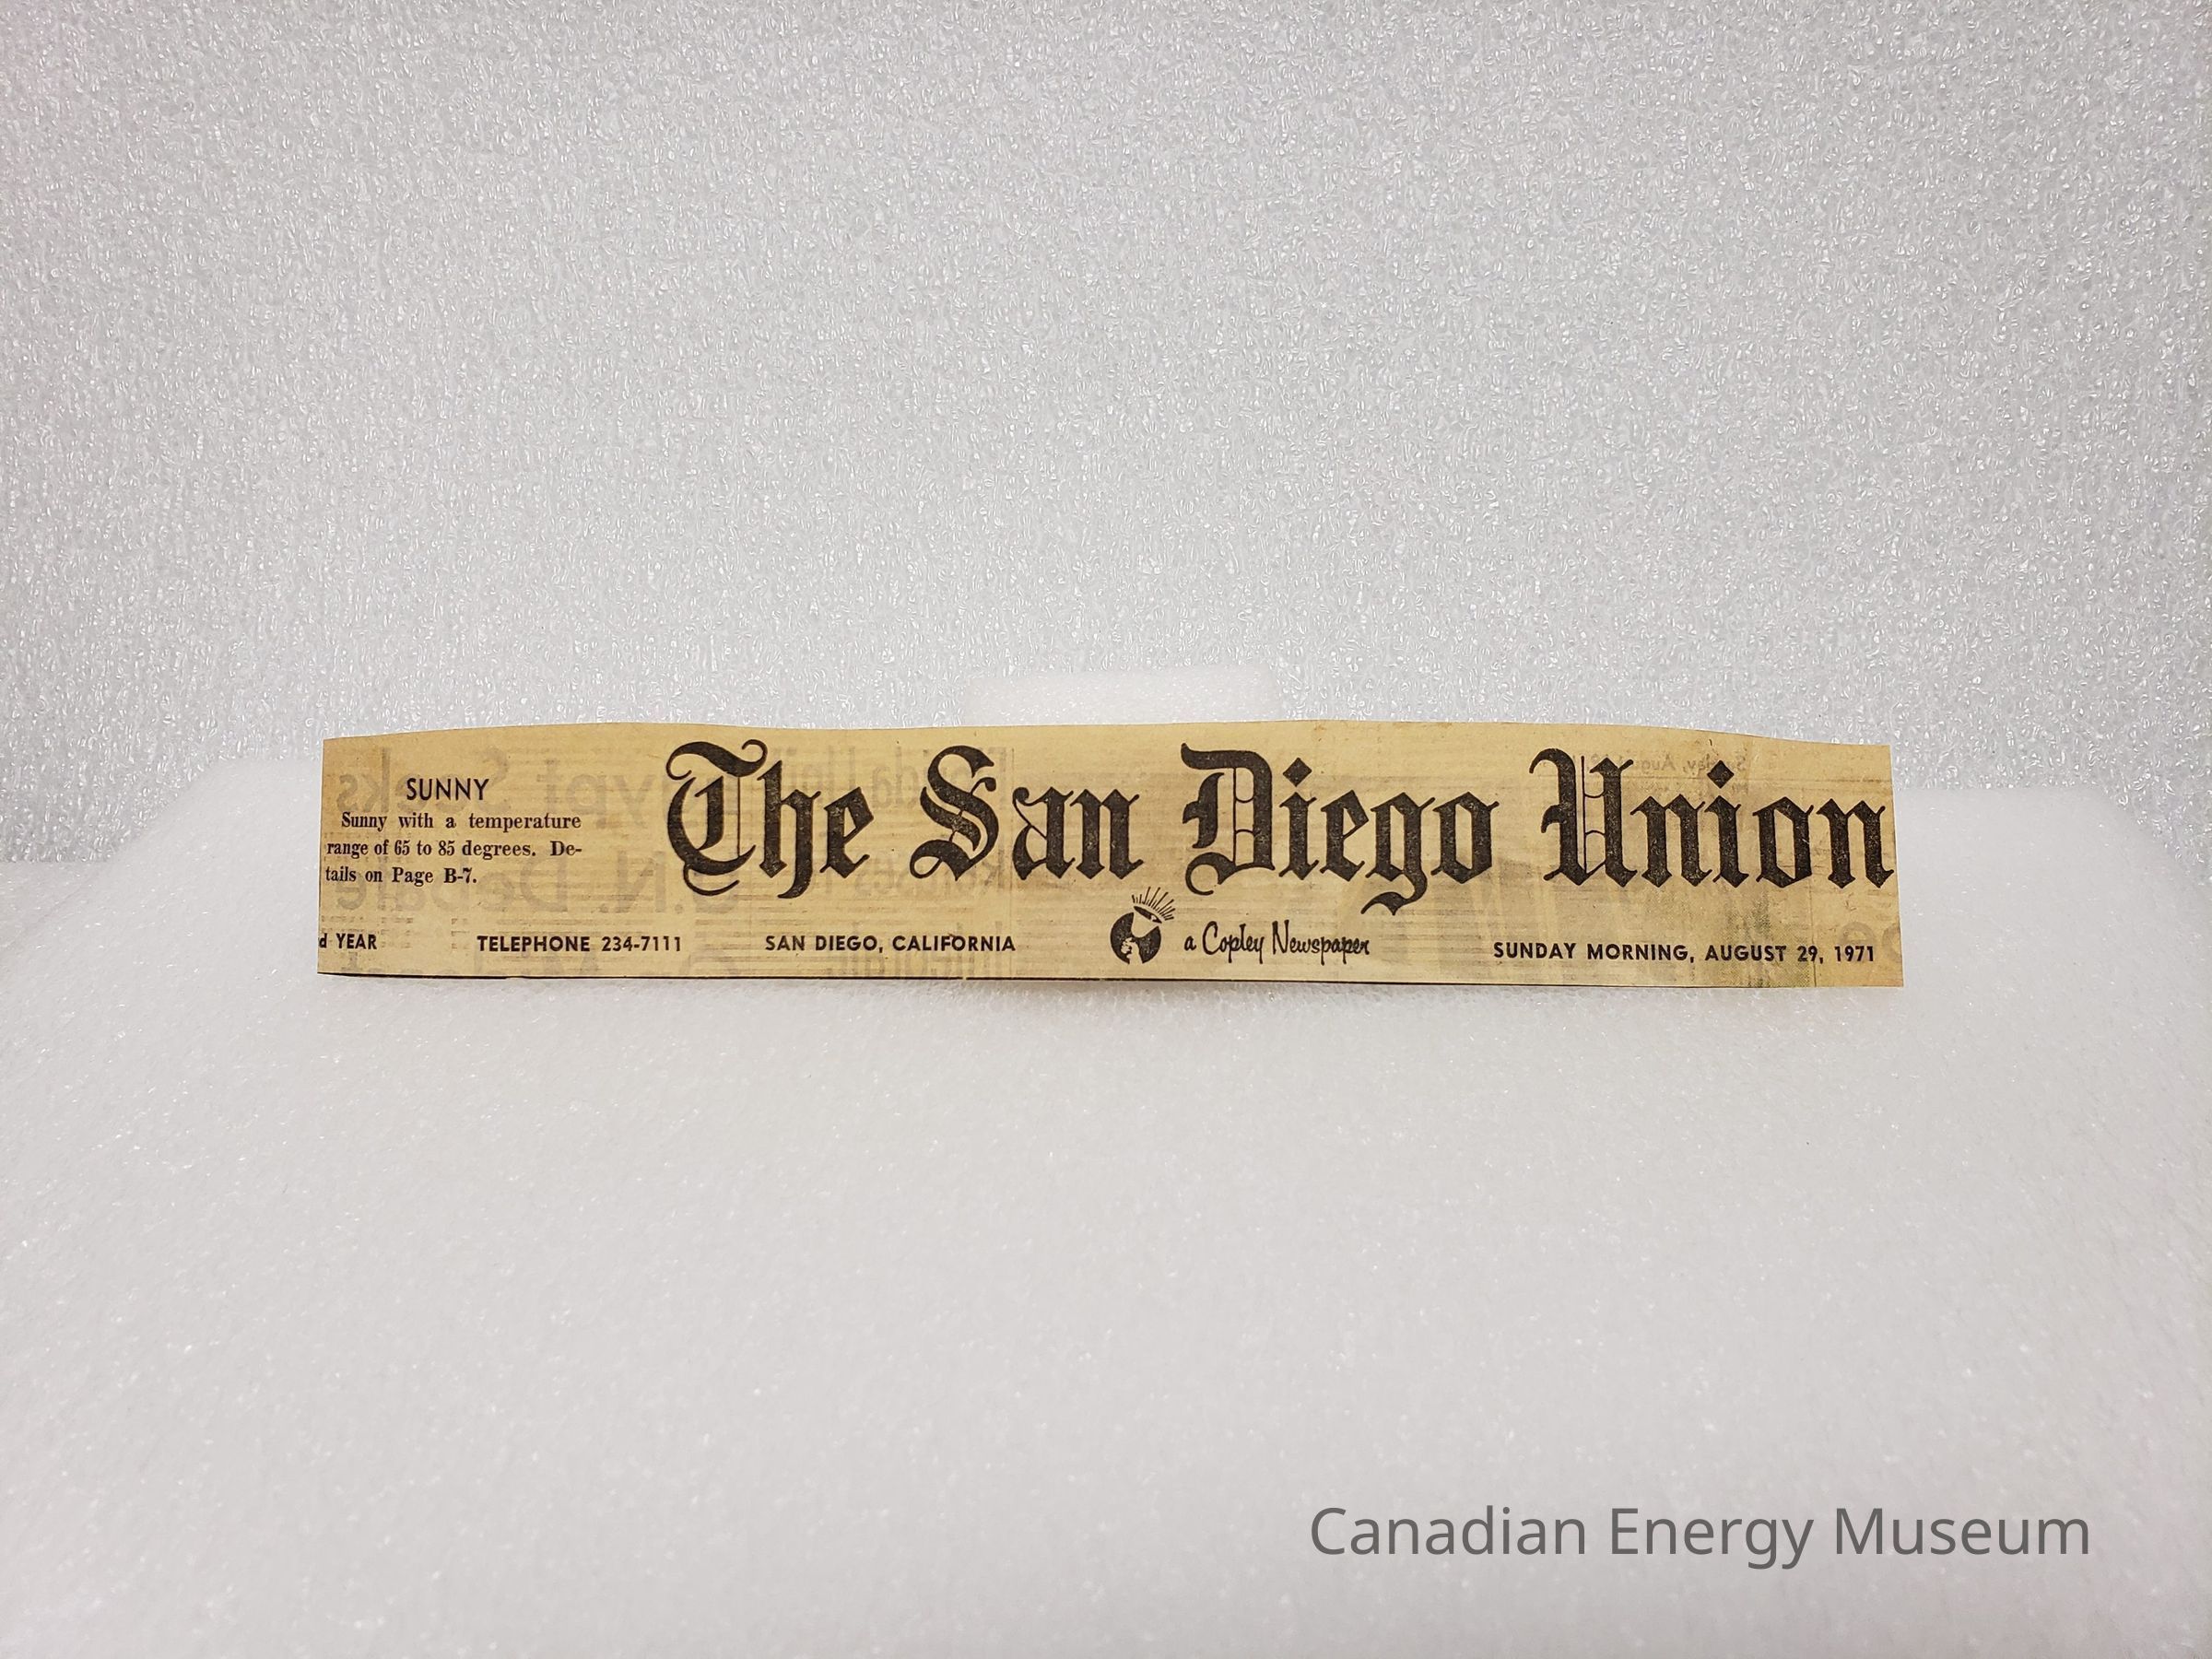 SUNNY
Sunny with a temperature
range of 65 to 85 degrees. De-
tails on Page B-7.
The San Diego Union
d YEAR TELEPHONE 234-7111 SAN DIEGO, CALIFORNIA a Copley Newspaper SUNDAY MORNING, AUGUST 29, 1971
Canadian Energy Museum